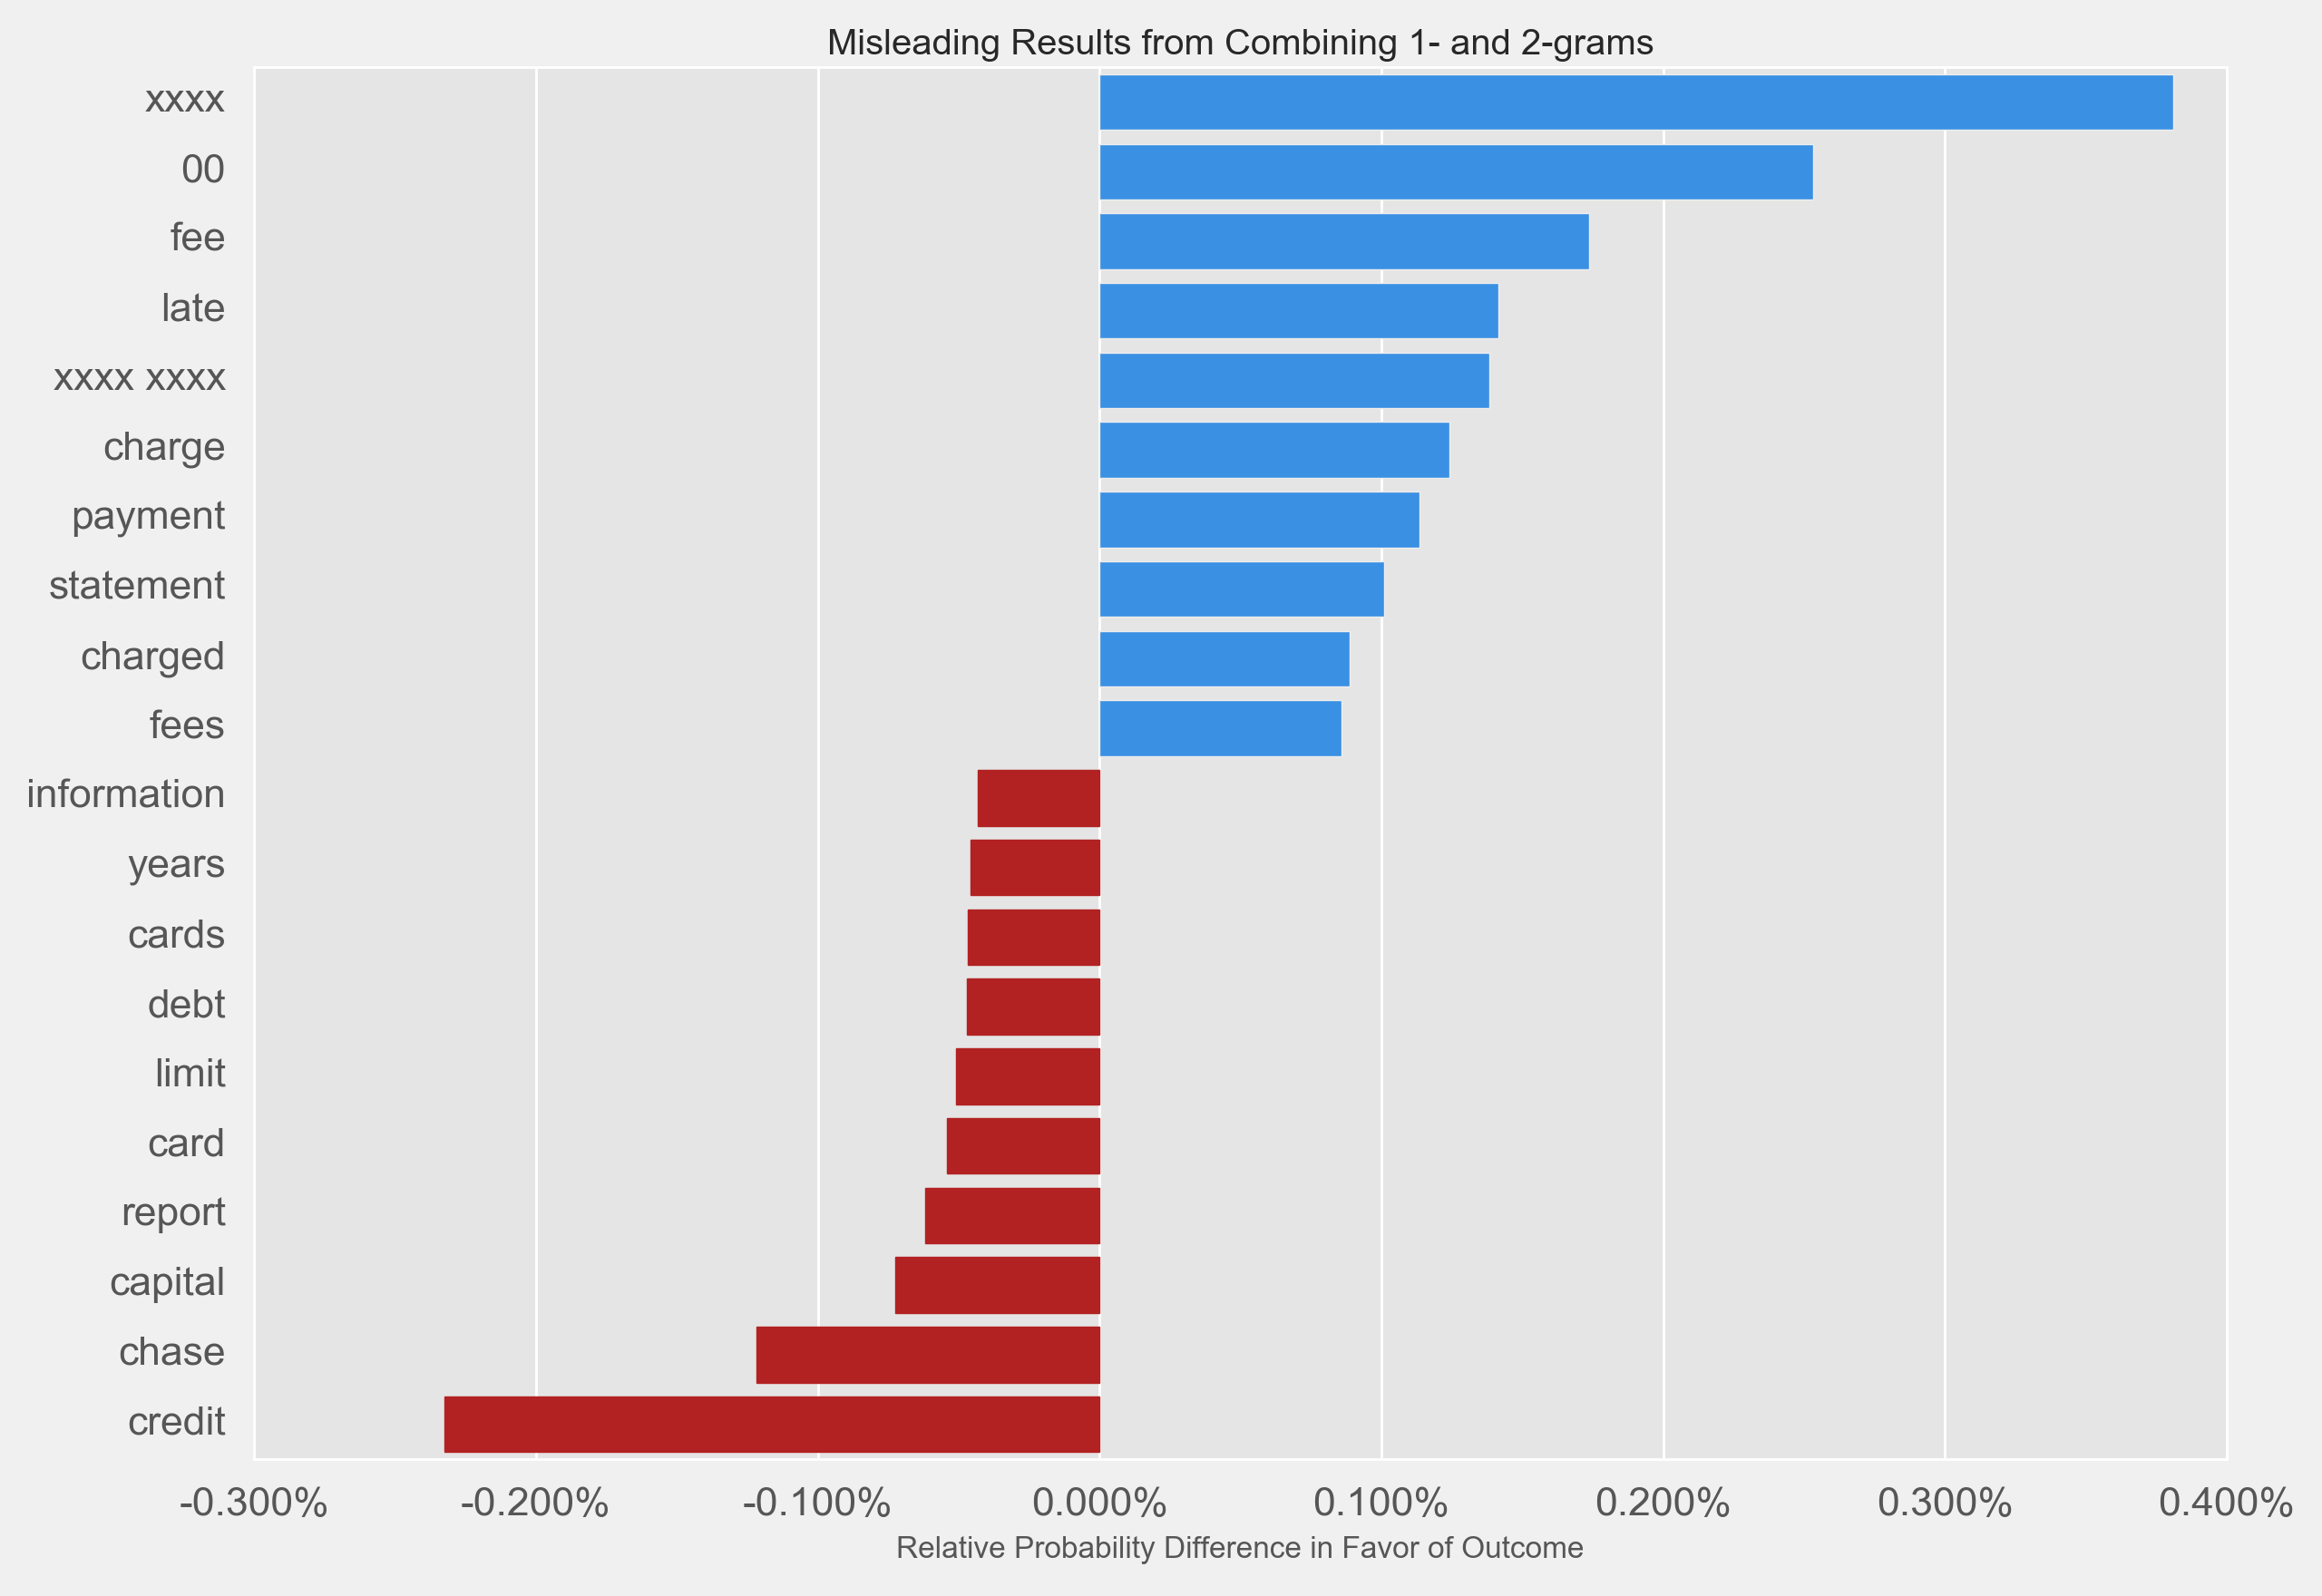 Misleading Results from Combining 1- and 2-grams
xxxx
00
fee
late
xxxx xxxx
charge
payment
statement
charged
fees
information
years
cards
debt
limit
card
report
capital
chase
credit
-0.300% -0.200% -0.100% 0.000% 0.100% 0.200% 0.300% 0.400%
Relative Probability Difference in Favor of Outcome